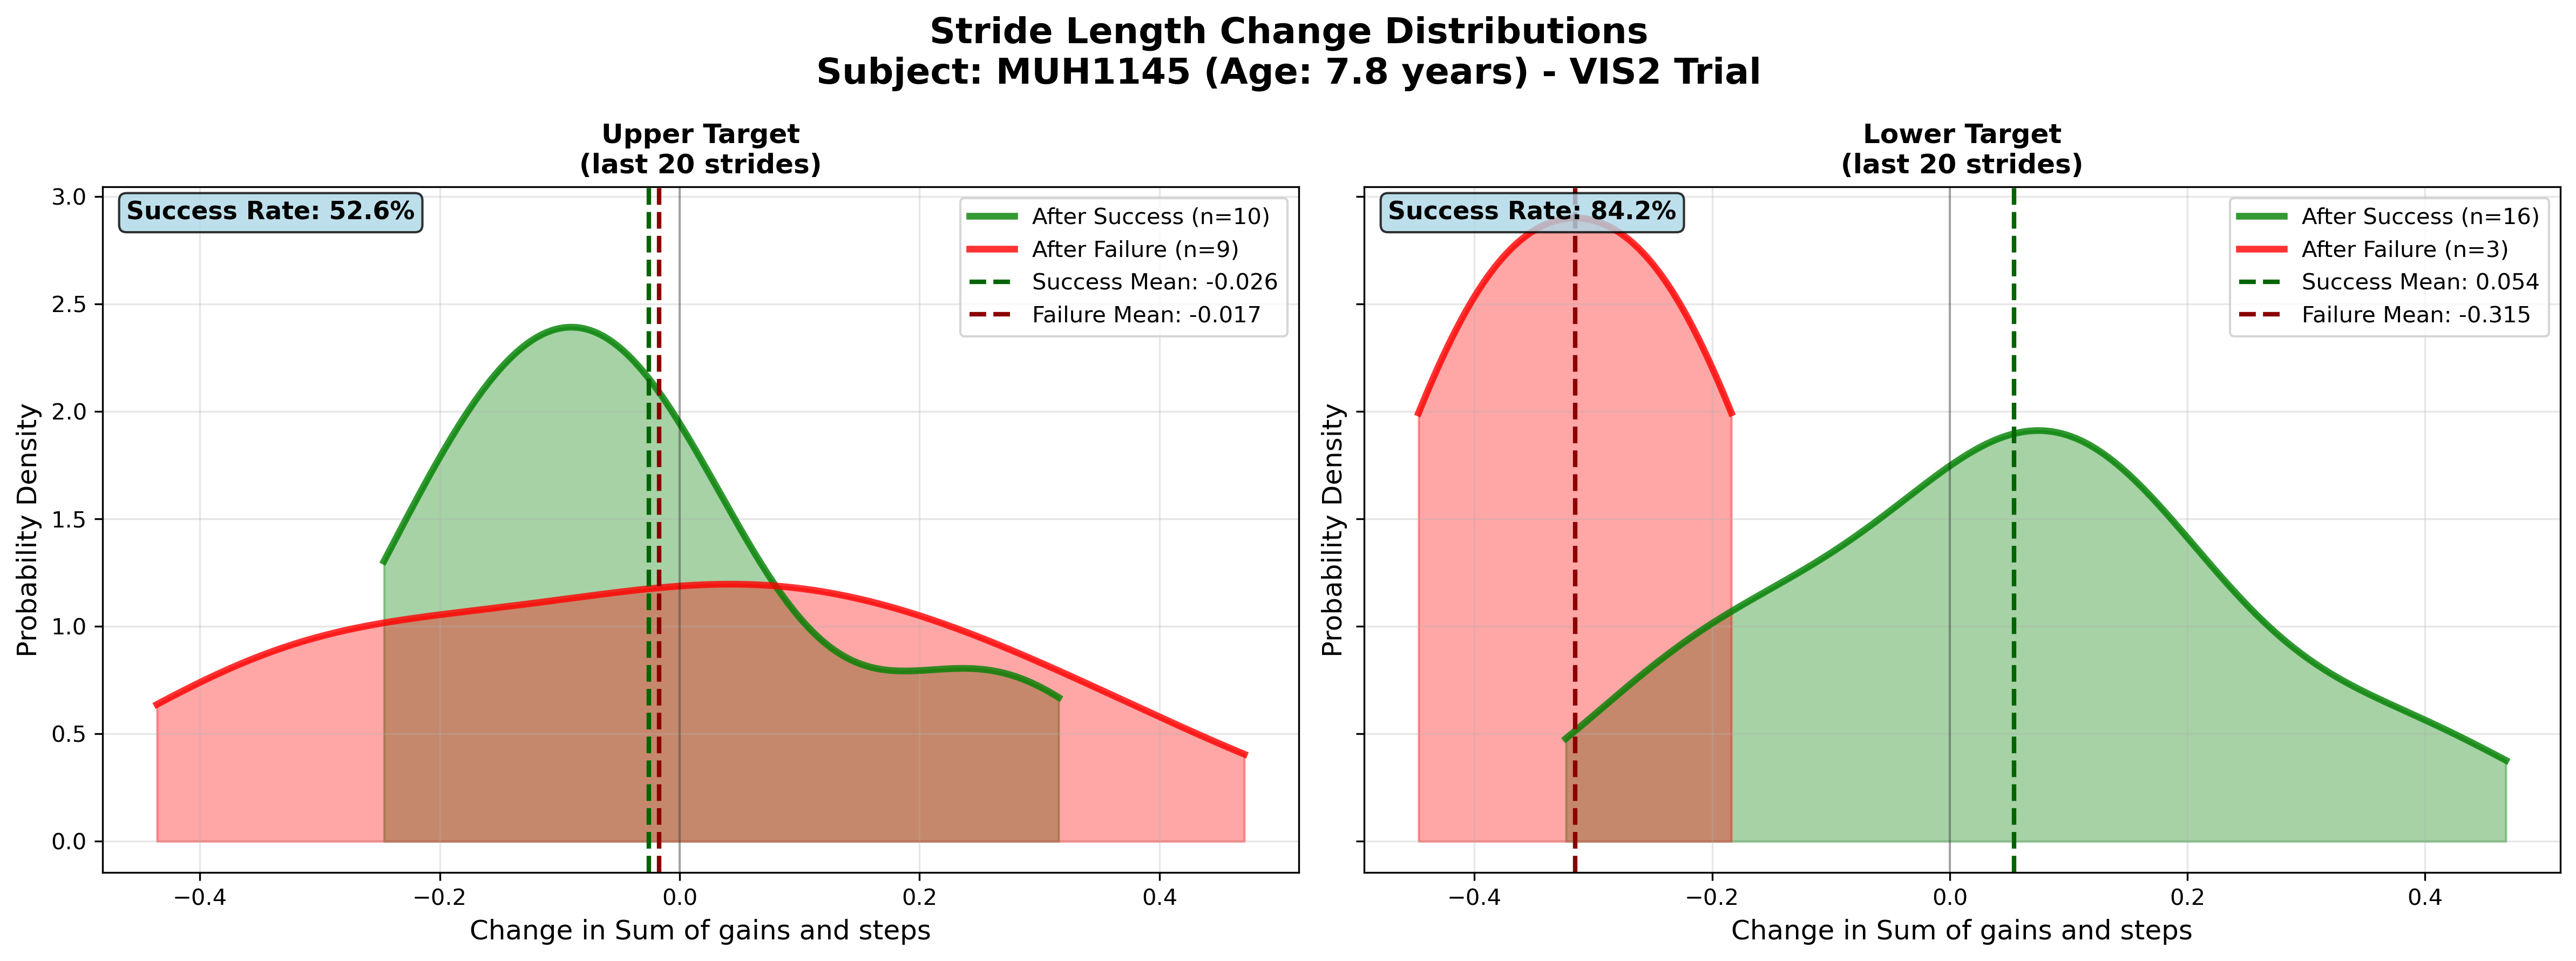 Stride Length Change Distributions
Subject: MUH1145 (Age: 7.8 years) - VIS2 Trial
Upper Target
(last 20 strides)
Success Rate: 52.6%
After Success (n=10)
After Failure (n=9)
Success Mean: -0.026
Failure Mean: -0.017
Probability Density
3.0
2.5
2.0
1.5
1.0
0.5
0.0
−0.4
−0.2
0.0
0.2
0.4
Change in Sum of gains and steps
Lower Target
(last 20 strides)
Success Rate: 84.2%
After Success (n=16)
After Failure (n=3)
Success Mean: 0.054
Failure Mean: -0.315
Probability Density
−0.4
−0.2
0.0
0.2
0.4
Change in Sum of gains and steps